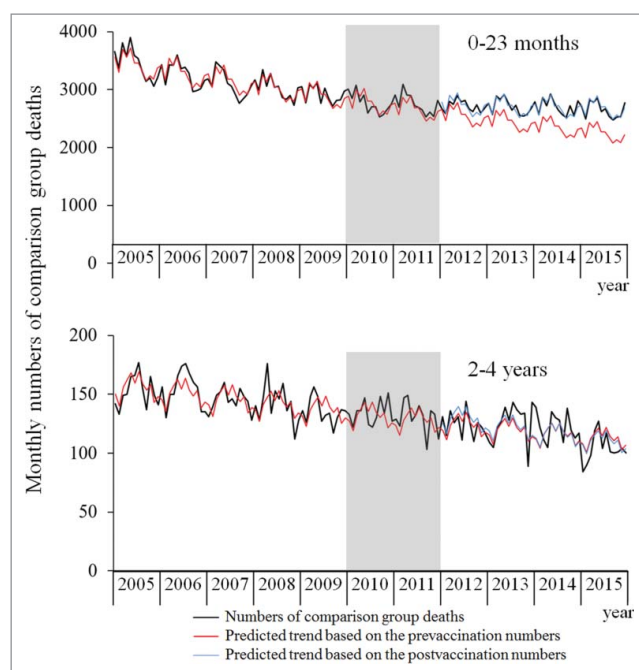 Monthly numbers of comparison group deaths
4000
3000
2000
1000
0
0-23 months
2005 2006 2007 2008 2009 2010 2011 2012 2013 2014 2015
year
200
150
100
50
0
2-4 years
2005 2006 2007 2008 2009 2010 2011 2012 2013 2014 2015
year
Numbers of comparison group deaths
Predicted trend based on the prevaccination numbers
Predicted trend based on the postvaccination numbers